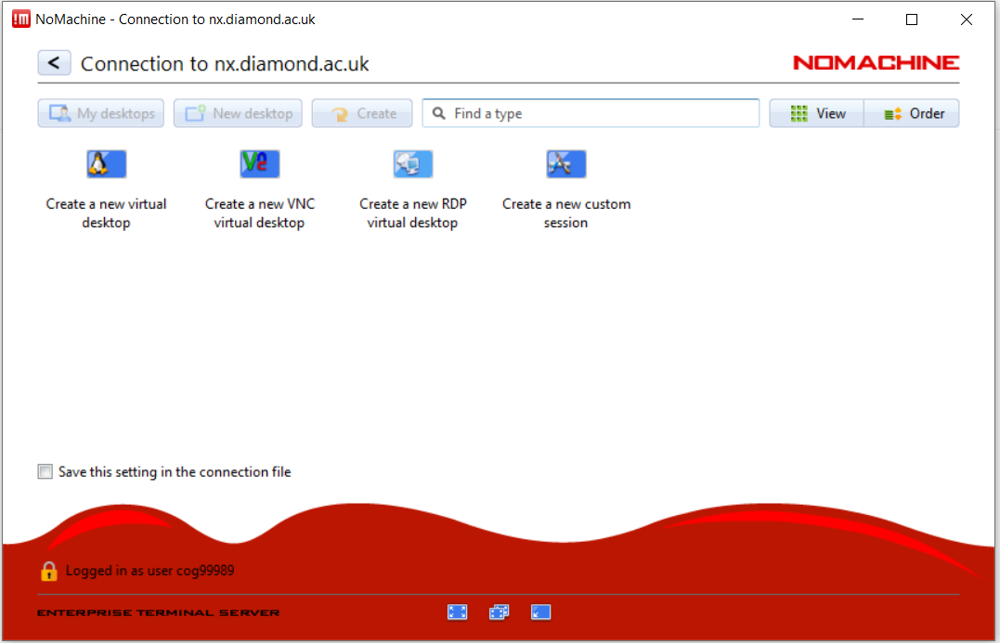 !M NoMachine - Connection to nx.diamond.ac.uk
< Connection to nx.diamond.ac.uk
NOMACHINE
My desktops
New desktop
Create
Find a type
View
Order
Create a new virtual
desktop
Create a new VNC
virtual desktop
Create a new RDP
virtual desktop
Create a new custom
session
Save this setting in the connection file
Logged in as user cog99989
ENTERPRISE TERMINAL SERVER